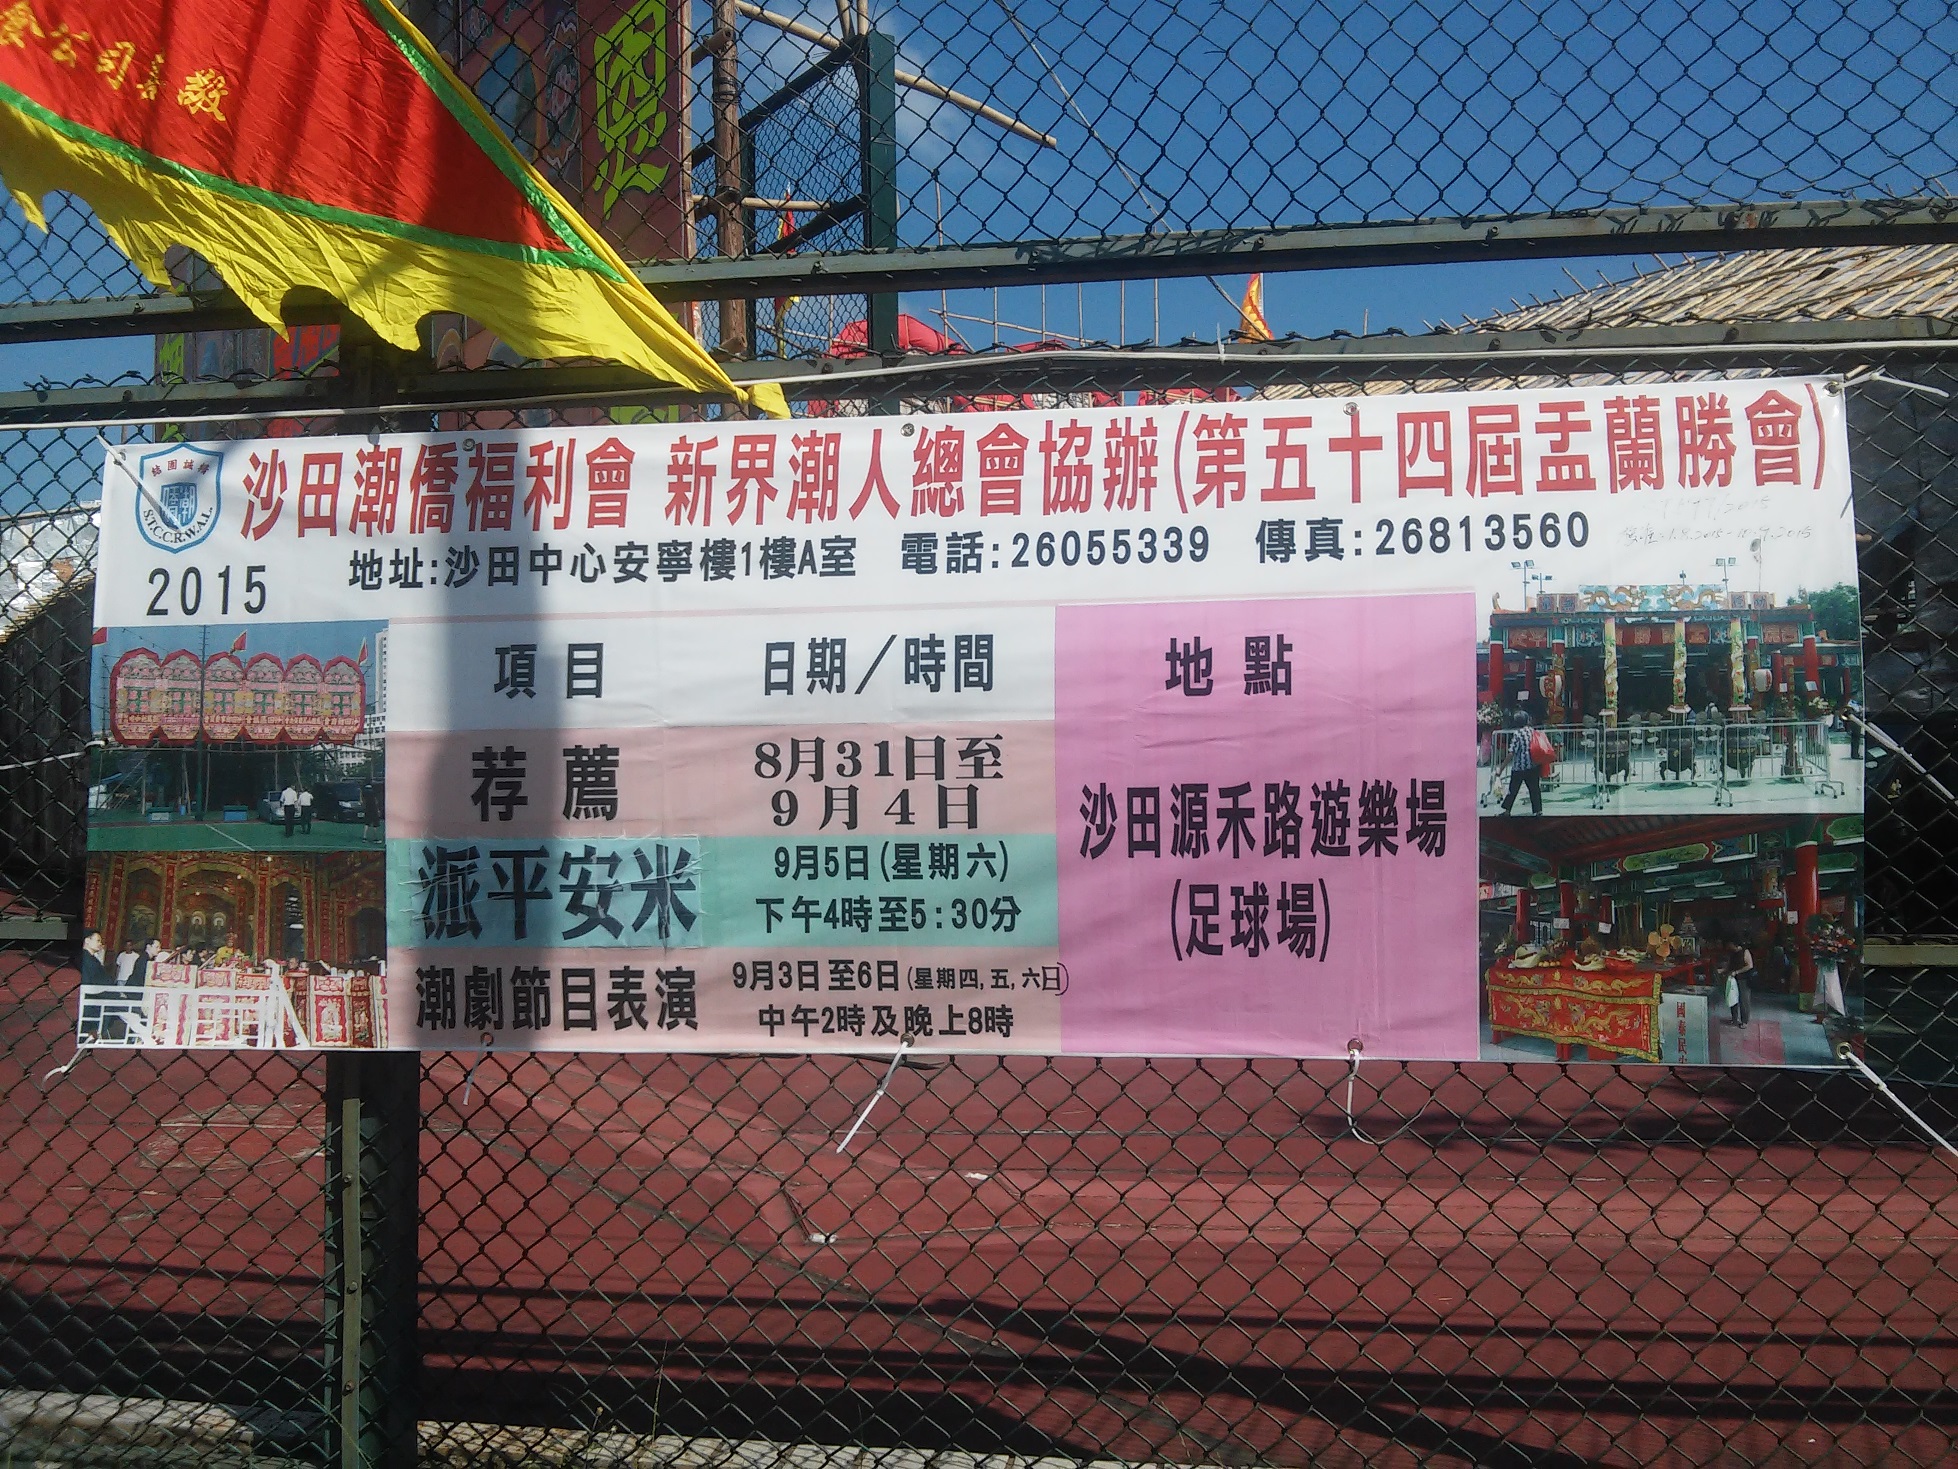 公司 敬
恩
沙田潮僑福利會 新界潮人總會協辦(第五十四屆盂蘭勝會)
S.T.C.C.R.W.A.L.
地址:沙田中心安寧樓1樓A室 電話:26055339 傳真:26813560
2015
項目 日期／時間 地點
荐薦 8月31日至
9月4日
派平安米 9月5日(星期六)
下午4時至5:30分
潮劇節目表演 9月3日至6日(星期四,五,六日)
中午2時及晚上8時
沙田源禾路遊樂場
(足球場)